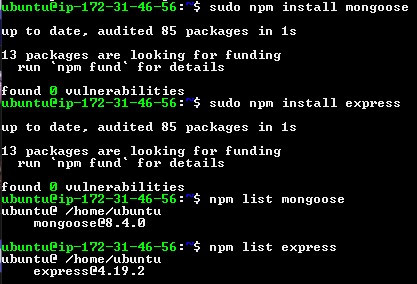 ubuntu@ip-172-31-46-56:~$ sudo npm install mongoose
up to date, audited 85 packages in 1s
13 packages are looking for funding
run `npm fund` for details
found 0 vulnerabilities
ubuntu@ip-172-31-46-56:~$ sudo npm install express
up to date, audited 85 packages in 1s
13 packages are looking for funding
run `npm fund` for details
found 0 vulnerabilities
ubuntu@ip-172-31-46-56:~$ npm list mongoose
ubuntu@ /home/ubuntu
mongoose@8.4.0
ubuntu@ip-172-31-46-56:~$ npm list express
ubuntu@ /home/ubuntu
express@4.19.2